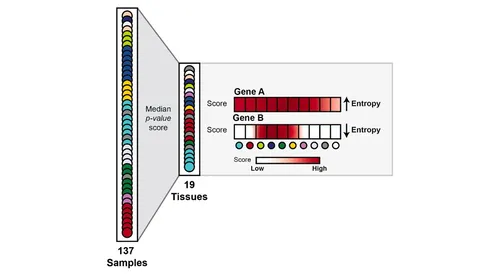 Median
p-value
score
Gene A
Score
Entropy
Gene B
Score
Entropy
Score
Low
High
19
Tissues
137
Samples